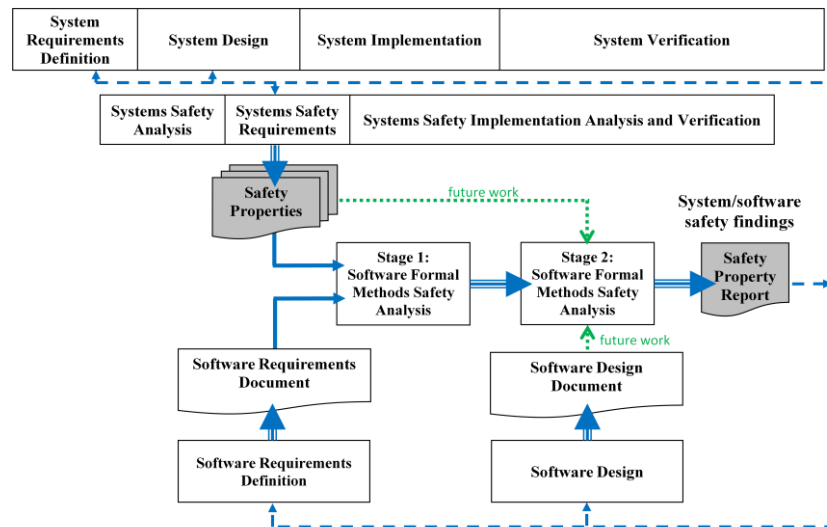 System
Requirements
Definition
System Design
System Implementation
System Verification
Systems Safety
Analysis
Systems Safety
Requirements
Systems Safety Implementation Analysis and Verification
Safety
Properties
future work
System/software
safety findings
Stage 1:
Software Formal
Methods Safety
Analysis
Stage 2:
Software Formal
Methods Safety
Analysis
Safety
Property
Report
future work
Software Requirements
Document
Software Design
Document
Software Requirements
Definition
Software Design